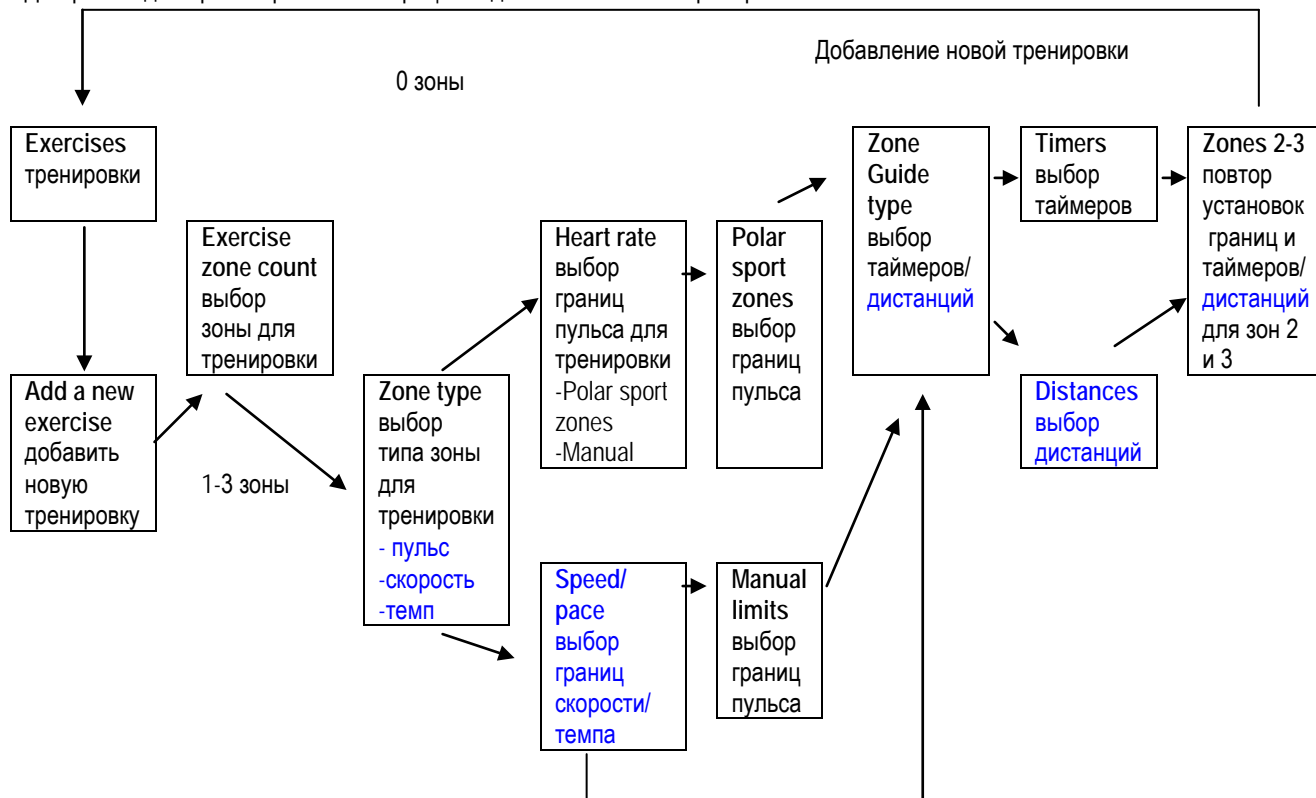 Добавление новой тренировки
0 зоны
Exercises
тренировки
Add a new
exercise
добавить
новую
тренировку
Exercise
zone count
выбор
зоны для
тренировки
1-3 зоны
Zone type
выбор
типа зоны
для
тренировки
- пульс
-скорость
-темп
Heart rate
выбор
границ
пульса для
тренировки
-Polar sport
zones
-Manual
Polar
sport
zones
выбор
границ
пульса
Speed/
pace
выбор
границ
скорости/
темпа
Manual
limits
выбор
границ
пульса
Zone
Guide
type
выбор
таймеров/
дистанций
Timers
выбор
таймеров
Distances
выбор
дистанций
Zones 2-3
повтор
установок
границ и
таймеров/
дистанций
для зон 2
и 3